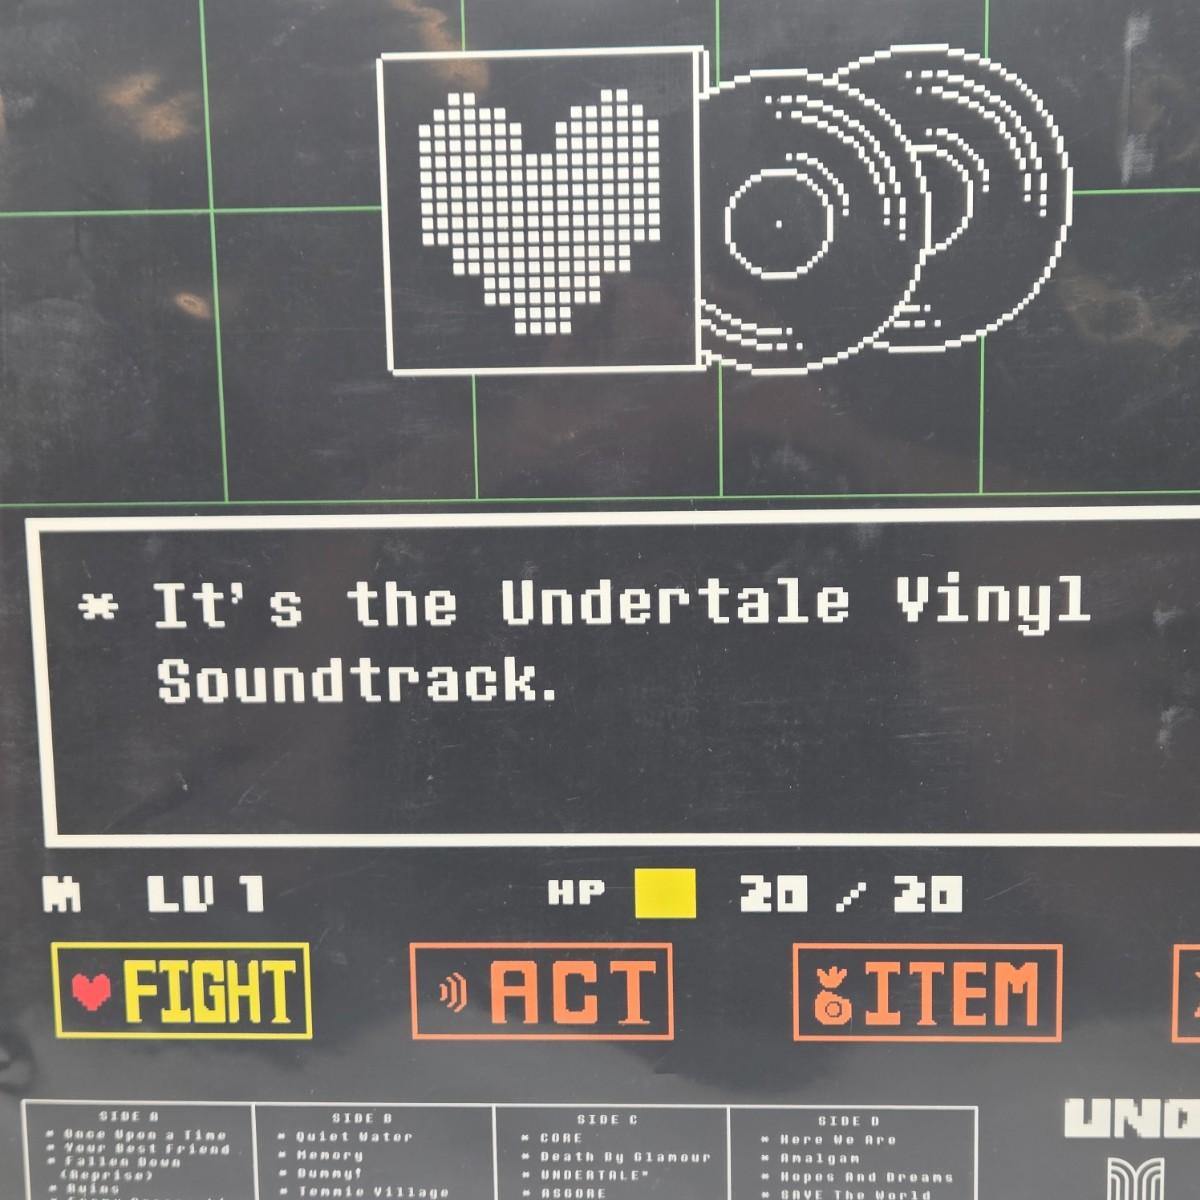 * It's the Undertale Vinyl
Soundtrack.
M LV 1 HP 20 / 20
FIGHT ACT ITEM
SIDE A
* Once Upon a Time
* Your Best Friend
* Fallen Down
(Reprise)
* Ruins
SIDE B
* Quiet Water
* Memory
* Dummy!
* Temmie Village
SIDE C
* CORE
* Death By Glamour
* UNDERTALE"
* ASGORE
SIDE D
* Here We Are
* Amalgam
* Hopes And Dreams
* SAVE The World
UND